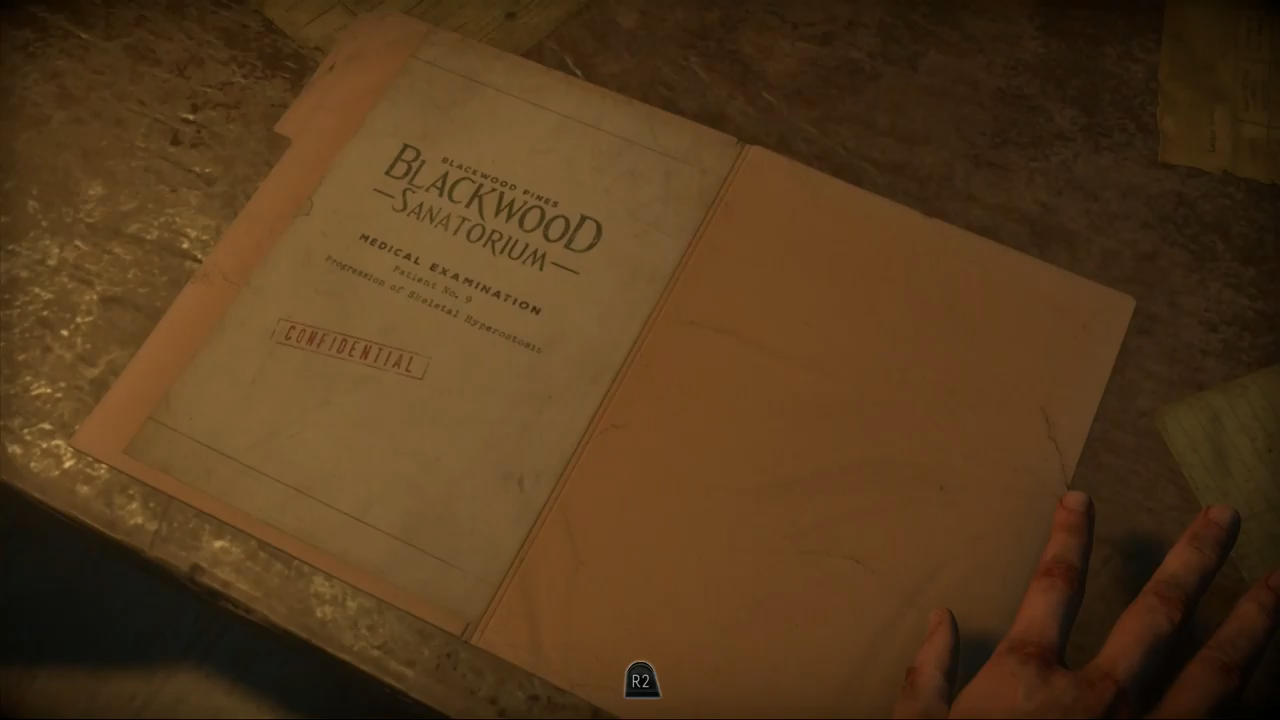 BLACKWOOD PINES
BLACKWOOD
SANATORIUM
MEDICAL EXAMINATION
Patient No. 9
Progression of Skeletal Hyperostosis
CONFIDENTIAL
R2